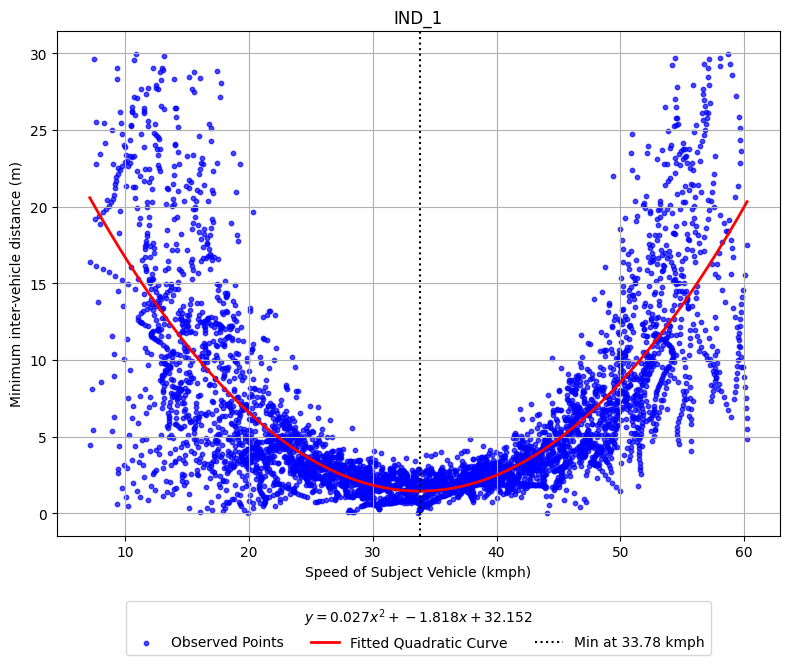 IND_1
30
25
20
15
10
5
0
Minimum inter-vehicle distance (m)
10 20 30 40 50 60
Speed of Subject Vehicle (kmph)
y = 0.027x² + −1.818x + 32.152
Observed Points Fitted Quadratic Curve Min at 33.78 kmph